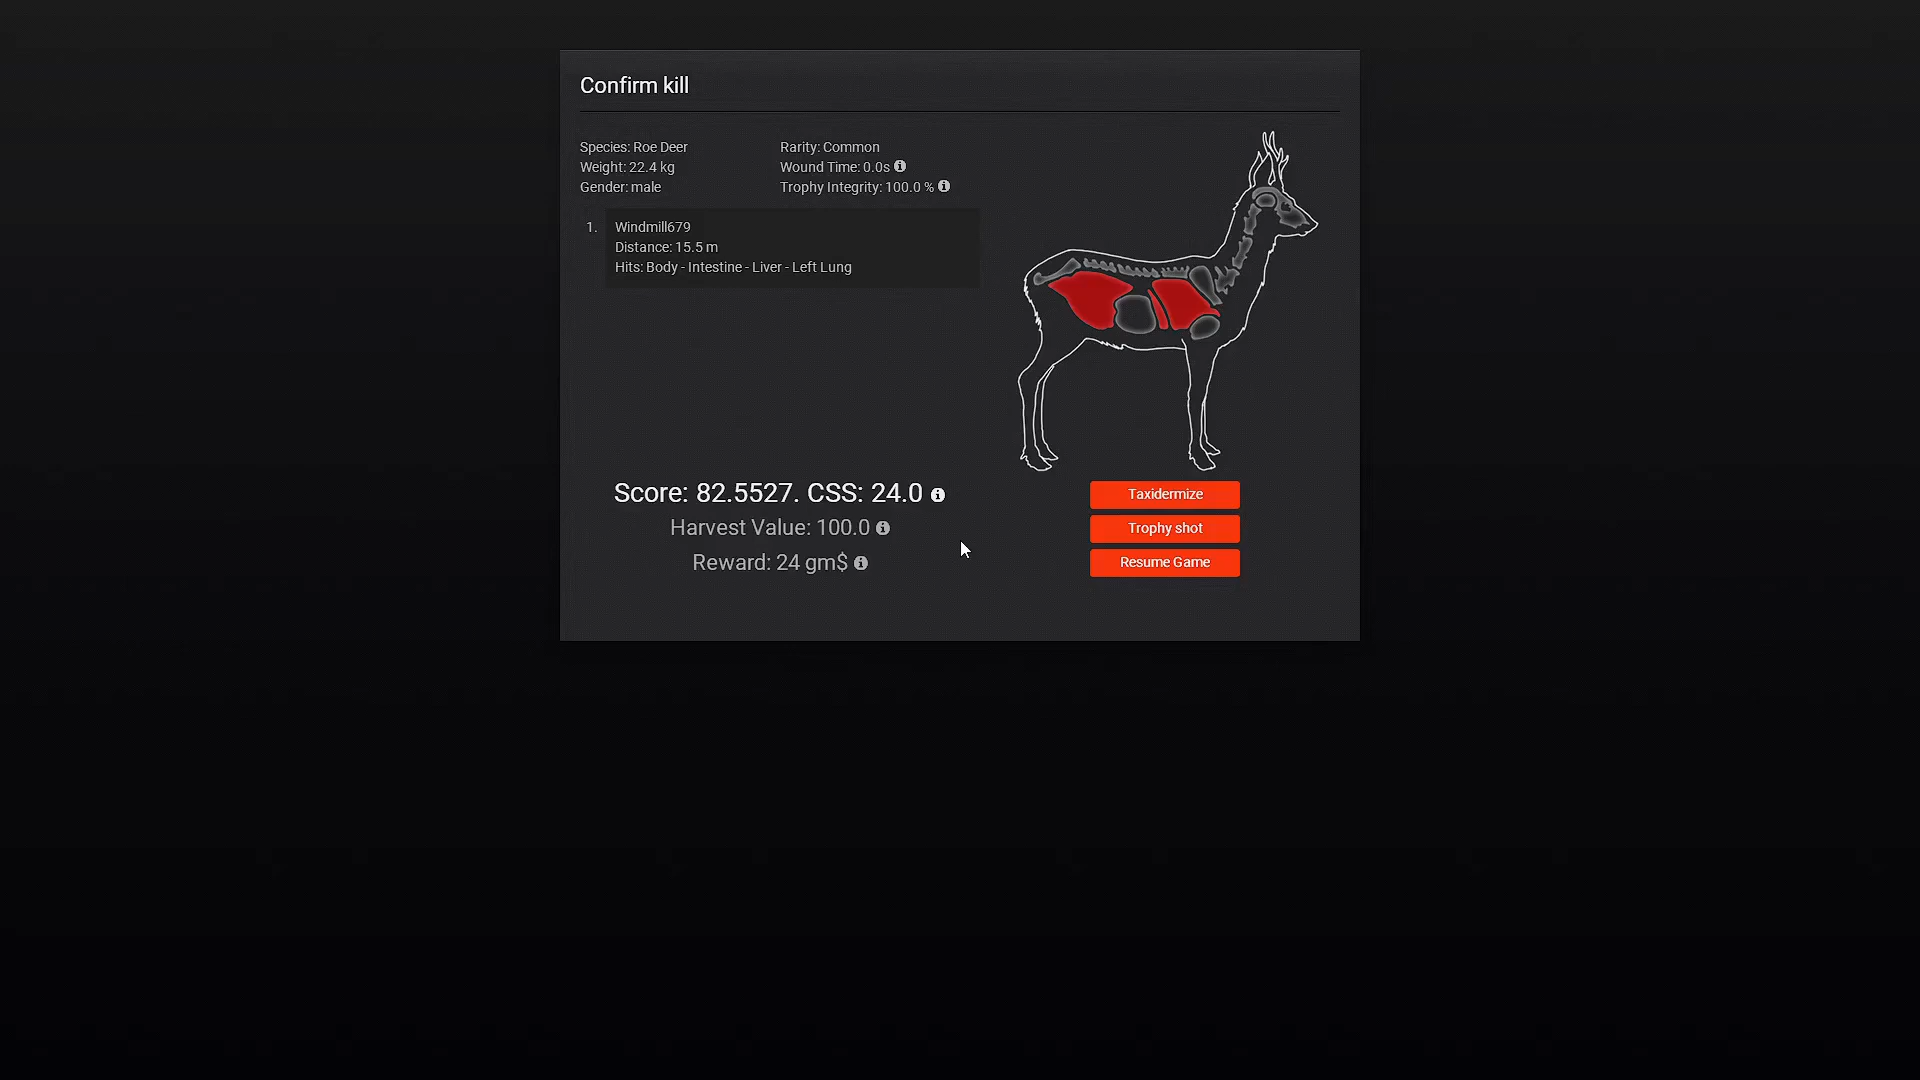 Confirm kill
Species: Roe Deer
Weight: 22.4 kg
Gender: male
Rarity: Common
Wound Time: 0.0s
Trophy Integrity: 100.0 %
1.
Windmill679
Distance: 15.5 m
Hits: Body - Intestine - Liver - Left Lung
Score: 82.5527. CSS: 24.0
Harvest Value: 100.0
Reward: 24 gm$
Taxidermize
Trophy shot
Resume Game